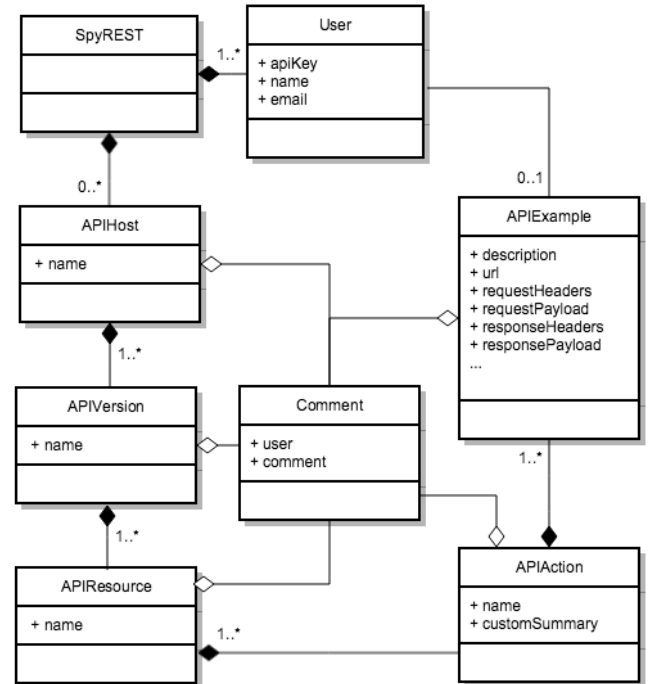 SpyREST
1..*
User
+ apiKey
+ name
+ email
0..*
0..1
APIHost
+ name
APIExample
+ description
+ url
+ requestHeaders
+ requestPayload
+ responseHeaders
+ responsePayload
...
1..*
APIVersion
+ name
Comment
+ user
+ comment
1..*
1..*
APIResource
+ name
1..*
APIAction
+ name
+ customSummary